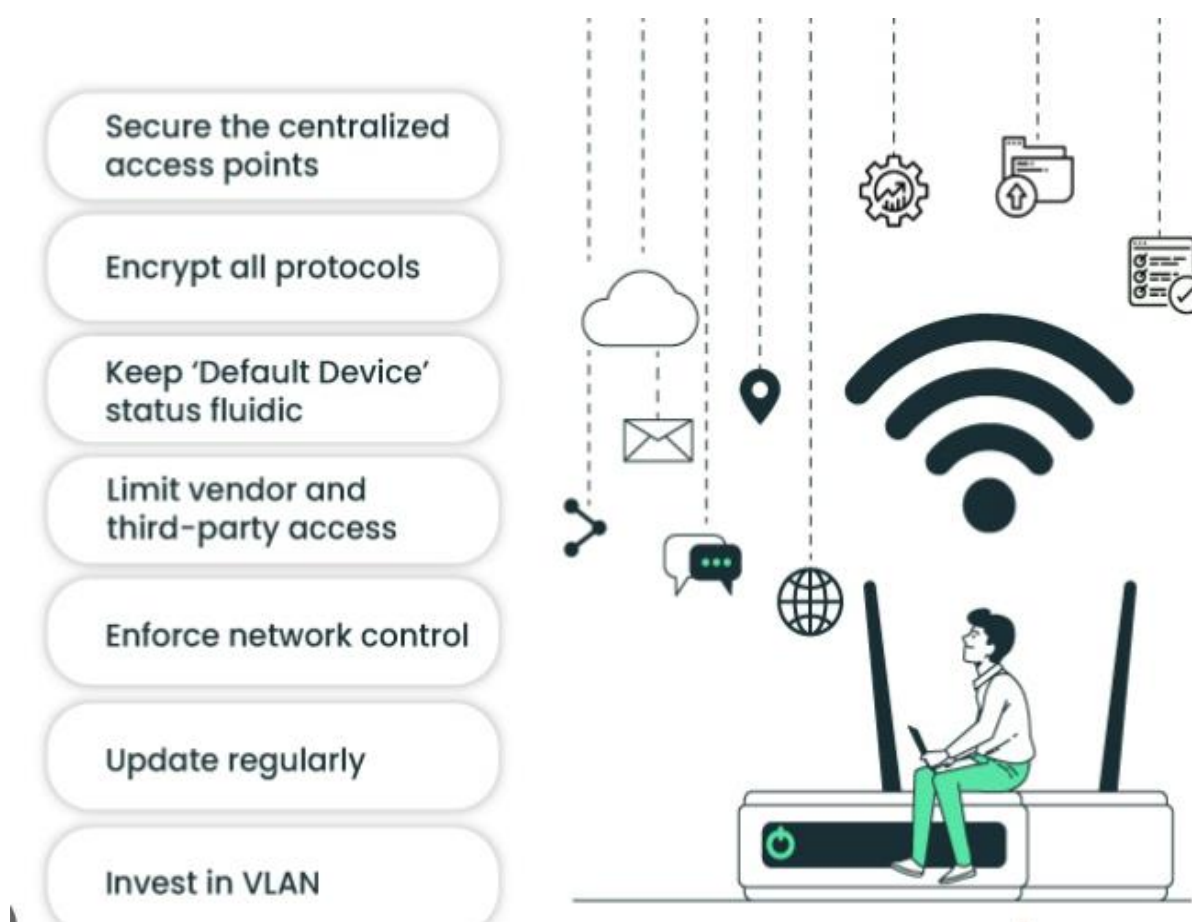 Secure the centralized
access points
Encrypt all protocols
Keep ‘Default Device’
status fluidic
Limit vendor and
third-party access
Enforce network control
Update regularly
Invest in VLAN